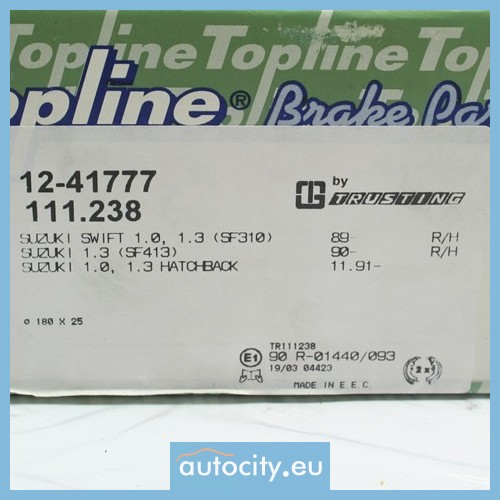 Topline Topline Topline
Topline® Brake Pa
12-41777
111.238
by
TRUSTING
SUZUKI SWIFT 1.0, 1.3 (SF310) 89- R/H
SUZUKI 1.3 (SF413) 90- R/H
SUZUKI 1.0, 1.3 HATCHBACK 11.91-
ø 180 X 25
TR111238
E1 90 R-01440/093
19/03 04423
2x
MADE IN E.E.C.
autocity.eu